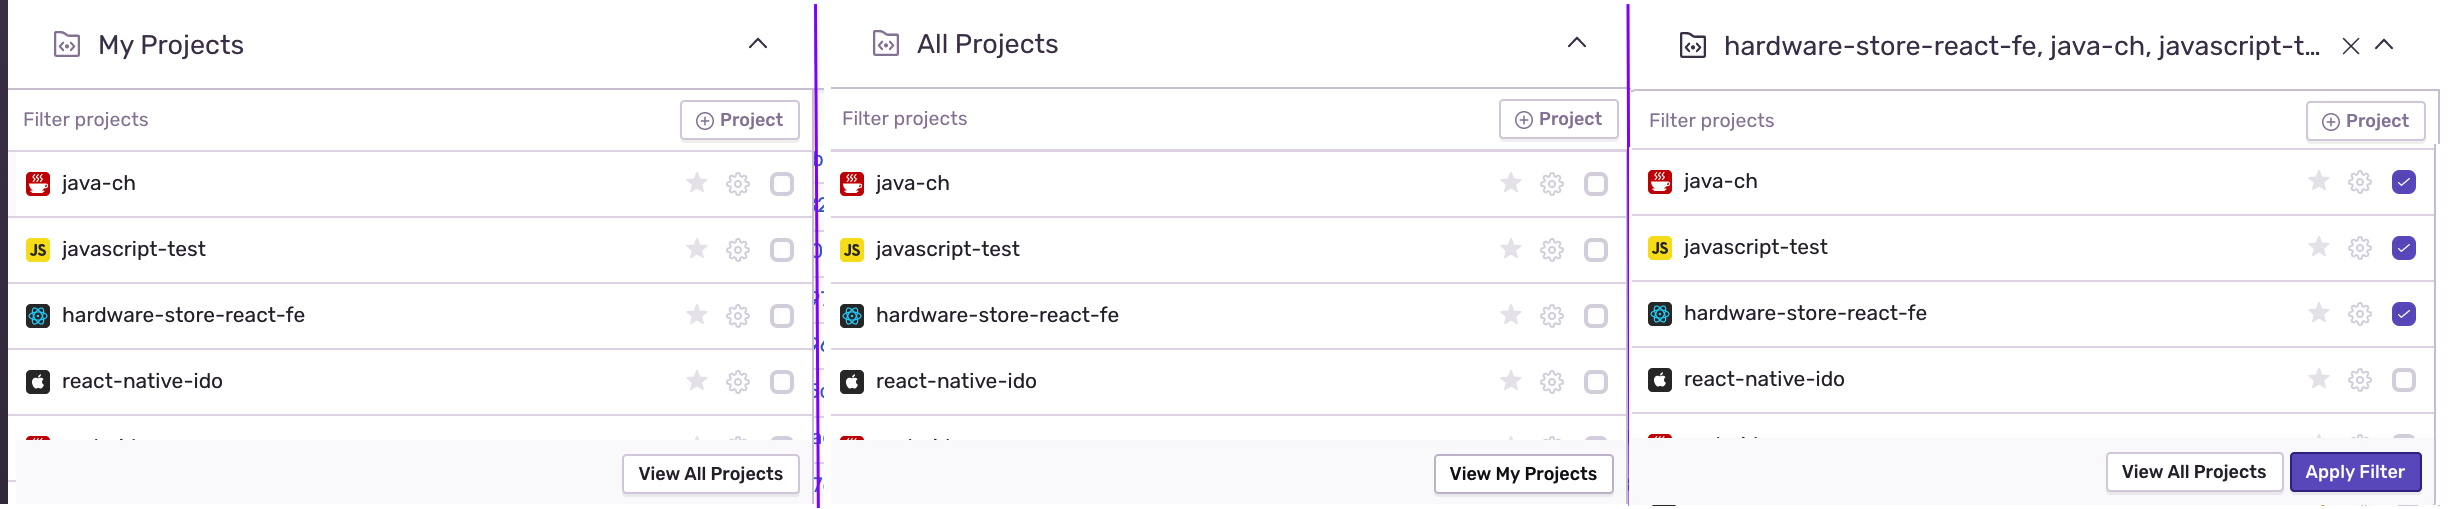 My Projects
Filter projects
Project
java-ch
JS javascript-test
hardware-store-react-fe
react-native-ido
View All Projects
All Projects
Filter projects
Project
java-ch
JS javascript-test
hardware-store-react-fe
react-native-ido
View My Projects
hardware-store-react-fe, java-ch, javascript-t...
Filter projects
Project
java-ch
JS javascript-test
hardware-store-react-fe
react-native-ido
View All Projects
Apply Filter